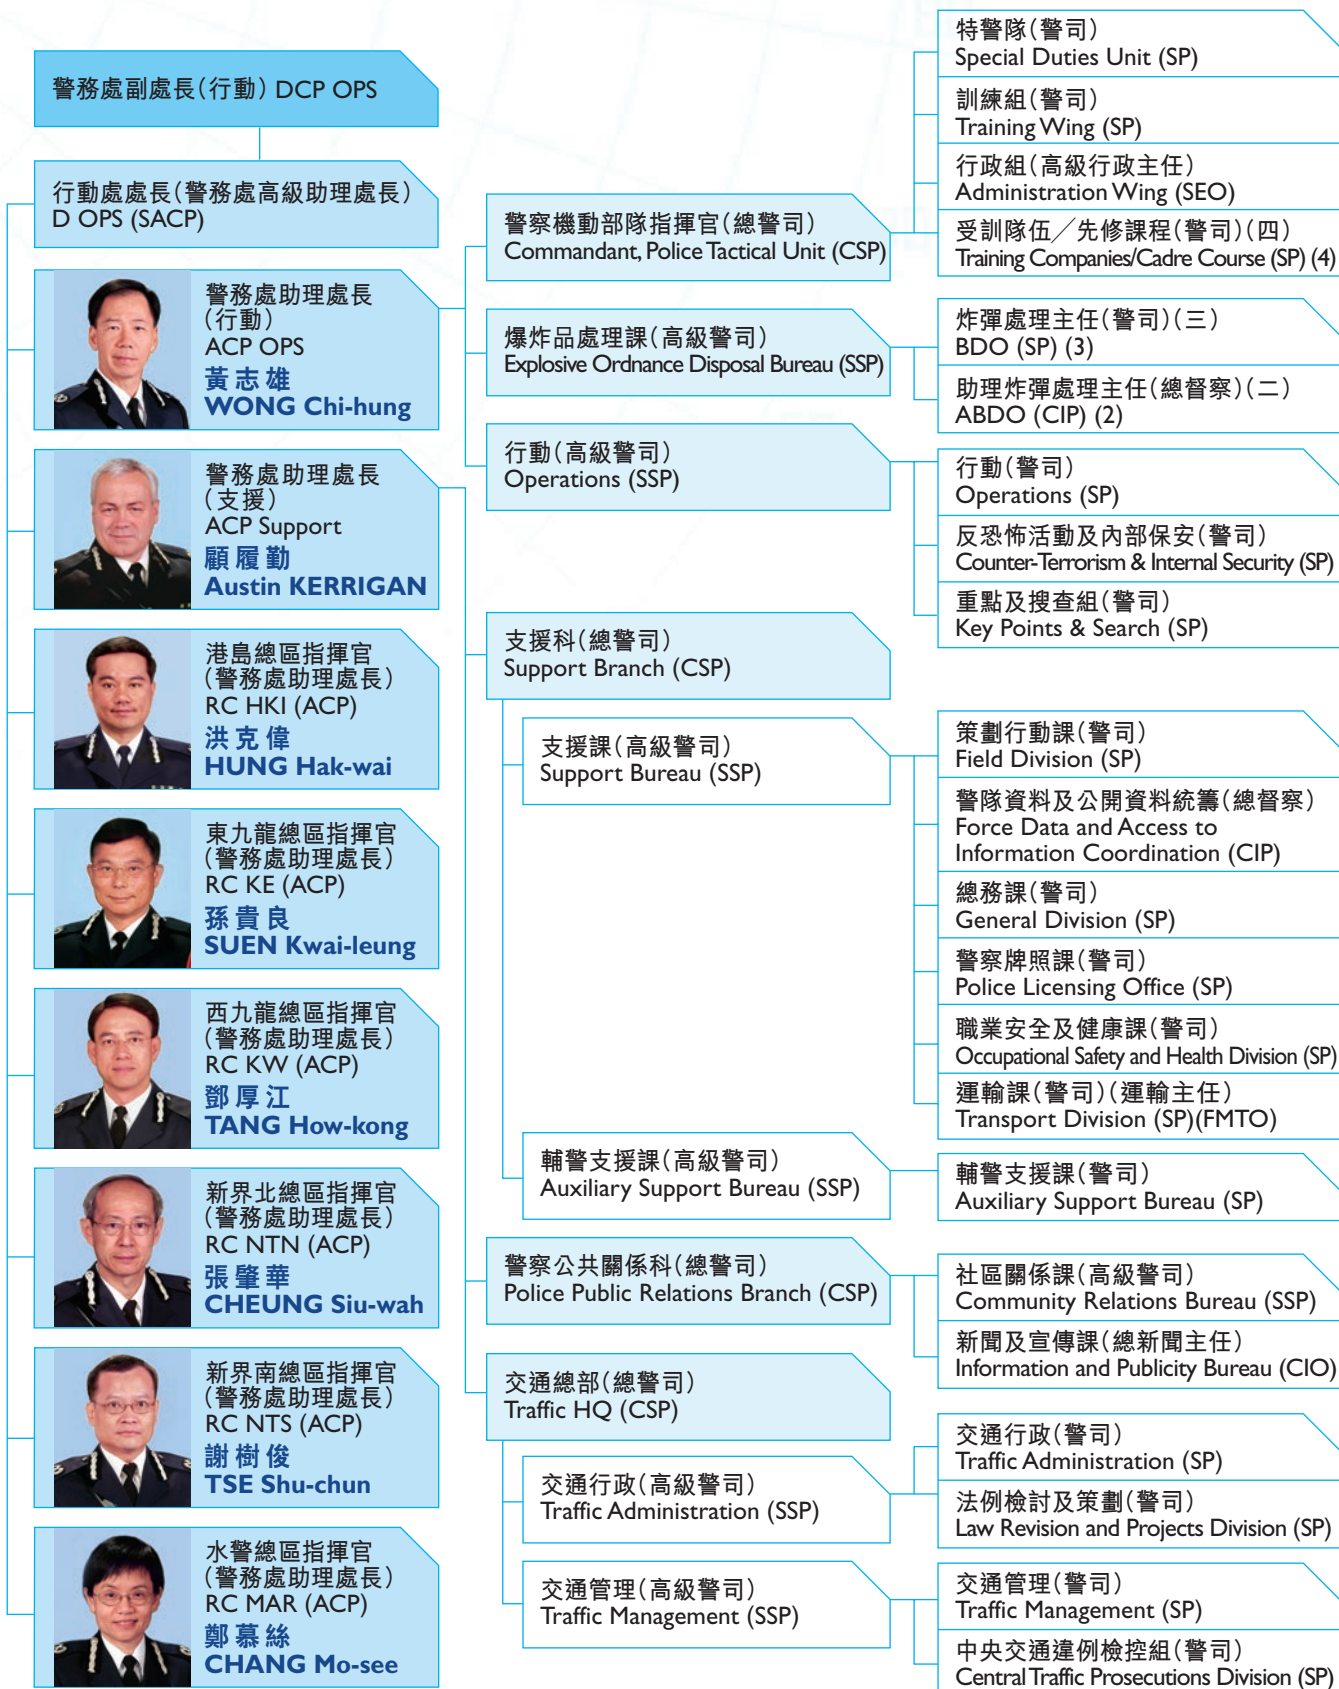 警務處副處長(行動) DCP OPS
行動處處長(警務處高級助理處長)
D OPS (SACP)
警務處助理處長
(行動)
ACP OPS
黃志雄
WONG Chi-hung
警務處助理處長
(支援)
ACP Support
顧履勤
Austin KERRIGAN
港島總區指揮官
(警務處助理處長)
RC HKI (ACP)
洪克偉
HUNG Hak-wai
東九龍總區指揮官
(警務處助理處長)
RC KE (ACP)
孫貴良
SUEN Kwai-leung
西九龍總區指揮官
(警務處助理處長)
RC KW (ACP)
鄧厚江
TANG How-kong
新界北總區指揮官
(警務處助理處長)
RC NTN (ACP)
張肇華
CHEUNG Siu-wah
新界南總區指揮官
(警務處助理處長)
RC NTS (ACP)
謝樹俊
TSE Shu-chun
水警總區指揮官
(警務處助理處長)
RC MAR (ACP)
鄭慕絲
CHANG Mo-see
警察機動部隊指揮官(總警司)
Commandant, Police Tactical Unit (CSP)
爆炸品處理課(高級警司)
Explosive Ordnance Disposal Bureau (SSP)
行動(高級警司)
Operations (SSP)
支援科(總警司)
Support Branch (CSP)
支援課(高級警司)
Support Bureau (SSP)
輔警支援課(高級警司)
Auxiliary Support Bureau (SSP)
警察公共關係科(總警司)
Police Public Relations Branch (CSP)
交通總部(總警司)
Traffic HQ (CSP)
交通行政(高級警司)
Traffic Administration (SSP)
交通管理(高級警司)
Traffic Management (SSP)
特警隊(警司)
Special Duties Unit (SP)
訓練組(警司)
Training Wing (SP)
行政組(高級行政主任)
Administration Wing (SEO)
受訓隊伍／先修課程(警司)(四)
Training Companies/Cadre Course (SP) (4)
炸彈處理主任(警司)(三)
BDO (SP) (3)
助理炸彈處理主任(總督察)(二)
ABDO (CIP) (2)
行動(警司)
Operations (SP)
反恐怖活動及內部保安(警司)
Counter-Terrorism & Internal Security (SP)
重點及搜查組(警司)
Key Points & Search (SP)
策劃行動課(警司)
Field Division (SP)
警隊資料及公開資料統籌(總督察)
Force Data and Access to
Information Coordination (CIP)
總務課(警司)
General Division (SP)
警察牌照課(警司)
Police Licensing Office (SP)
職業安全及健康課(警司)
Occupational Safety and Health Division (SP)
運輸課(警司)(運輸主任)
Transport Division (SP)(FMTO)
輔警支援課(警司)
Auxiliary Support Bureau (SP)
社區關係課(高級警司)
Community Relations Bureau (SSP)
新聞及宣傳課(總新聞主任)
Information and Publicity Bureau (CIO)
交通行政(警司)
Traffic Administration (SP)
法例檢討及策劃(警司)
Law Revision and Projects Division (SP)
交通管理(警司)
Traffic Management (SP)
中央交通違例檢控組(警司)
Central Traffic Prosecutions Division (SP)